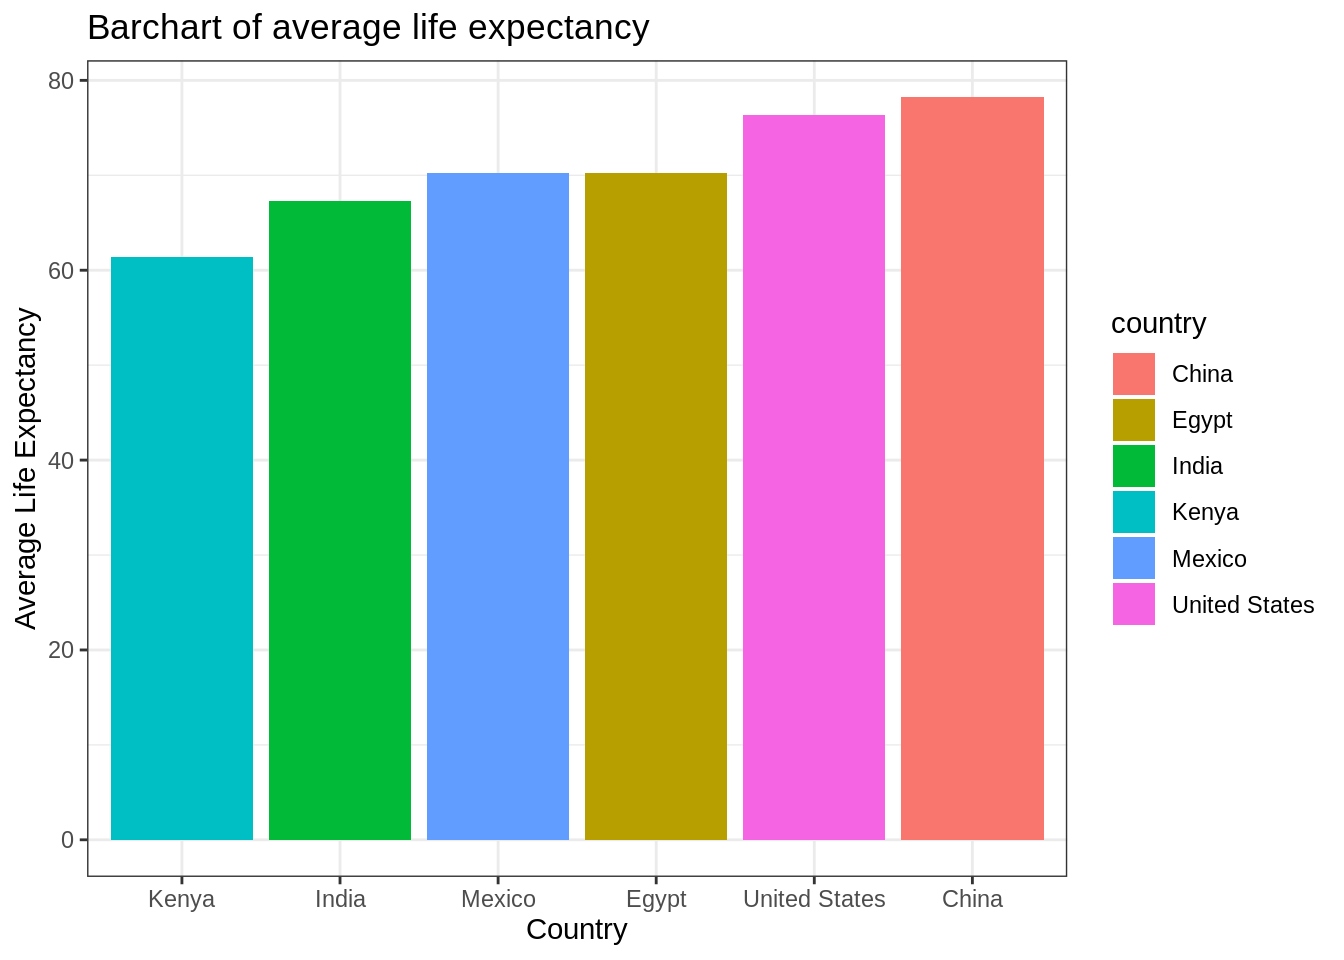 Barchart of average life expectancy
80
60
40
20
0
Average Life Expectancy
Kenya
India
Mexico
Egypt
United States
China
Country
country
China
Egypt
India
Kenya
Mexico
United States